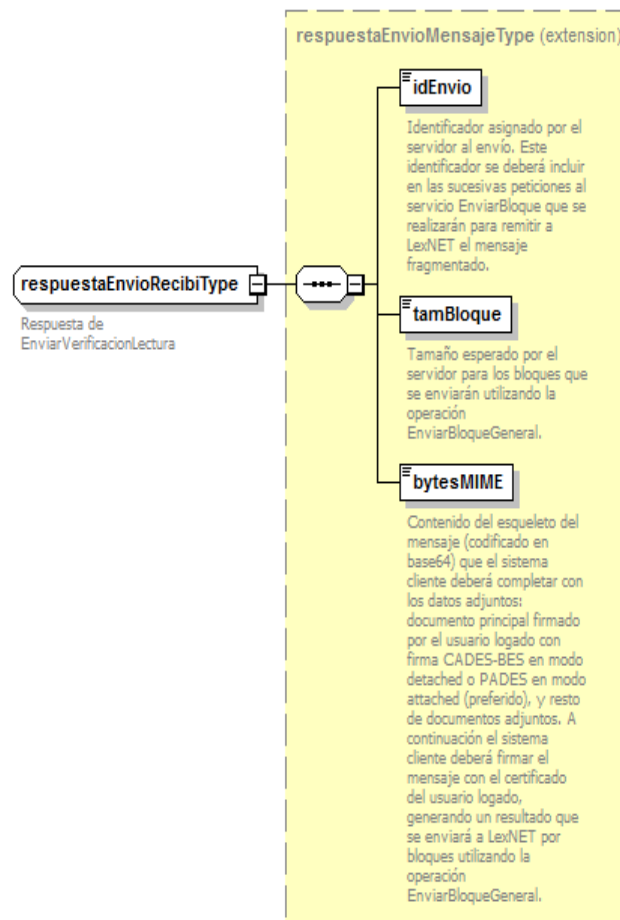 respuestaEnvioMensajeType (extension)
idEnvio
Identificador asignado por el
servidor al envío. Este
identificador se deberá incluir
en las sucesivas peticiones al
servicio EnviarBloque que se
realizarán para remitir a
LexNET el mensaje
fragmentado.
respuestaEnvioRecibiType
Respuesta de
EnviarVerificacionLectura
tamBloque
Tamaño esperado por el
servidor para los bloques que
se enviarán utilizando la
operación
EnviarBloqueGeneral.
bytesMIME
Contenido del esqueleto del
mensaje (codificado en
base64) que el sistema
cliente deberá completar con
los datos adjuntos:
documento principal firmado
por el usuario logado con
firma CADES-BES en modo
detached o PADES en modo
attached (preferido), y resto
de documentos adjuntos. A
continuación el sistema
cliente deberá firmar el
mensaje con el certificado
del usuario logado,
generando un resultado que
se enviará a LexNET por
bloques utilizando la
operación
EnviarBloqueGeneral.